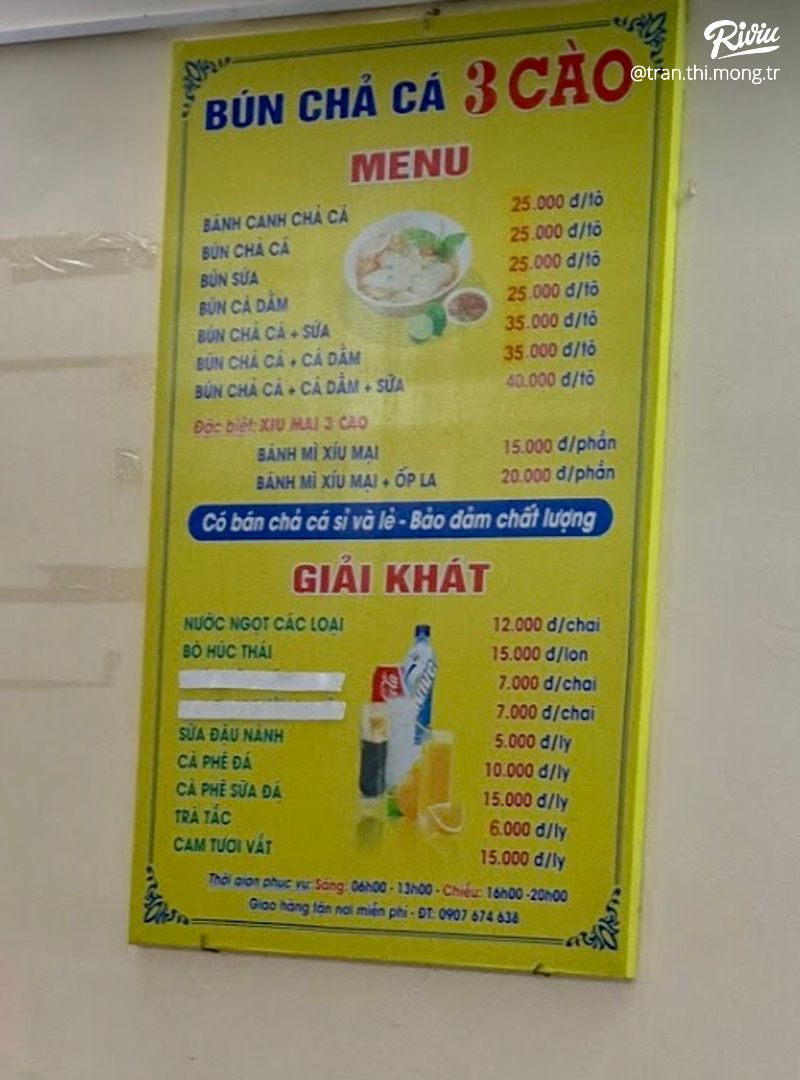 Riviu
@tran.thi.mong.tr
BÚN CHẢ CÁ 3 CÀO
MENU
BÁNH CANH CHẢ CÁ 25.000 đ/tô
BÚN CHẢ CÁ 25.000 đ/tô
BÚN SỨA 25.000 đ/tô
BÚN CÁ DẦM 25.000 đ/tô
BÚN CHẢ CÁ + SỨA 35.000 đ/tô
BÚN CHẢ CÁ + CÁ DẦM 35.000 đ/tô
BÚN CHẢ CÁ + CÁ DẦM + SỨA 40.000 đ/tô
Đặc biệt: XIU MAI 3 CAO
BÁNH MÌ XÍU MẠI 15.000 đ/phần
BÁNH MÌ XÍU MẠI + ỐP LA 20.000 đ/phần
Có bán chả cá sỉ và lẻ - Bảo đảm chất lượng
GIẢI KHÁT
NƯỚC NGỌT CÁC LOẠI 12.000 đ/chai
BÒ HÚC THÁI 15.000 đ/lon
7.000 đ/chai
7.000 đ/chai
SỮA ĐẬU NÀNH 5.000 đ/ly
CÀ PHÊ ĐÁ 10.000 đ/ly
CÀ PHÊ SỮA ĐÁ 15.000 đ/ly
TRÀ TẮC 6.000 đ/ly
CAM TƯƠI VẮT 15.000 đ/ly
Thời gian phục vụ: Sáng: 06h00 - 13h00 - Chiều: 16h00 -20h00
Giao hàng tận nơi miễn phí - ĐT: 0907 674 638